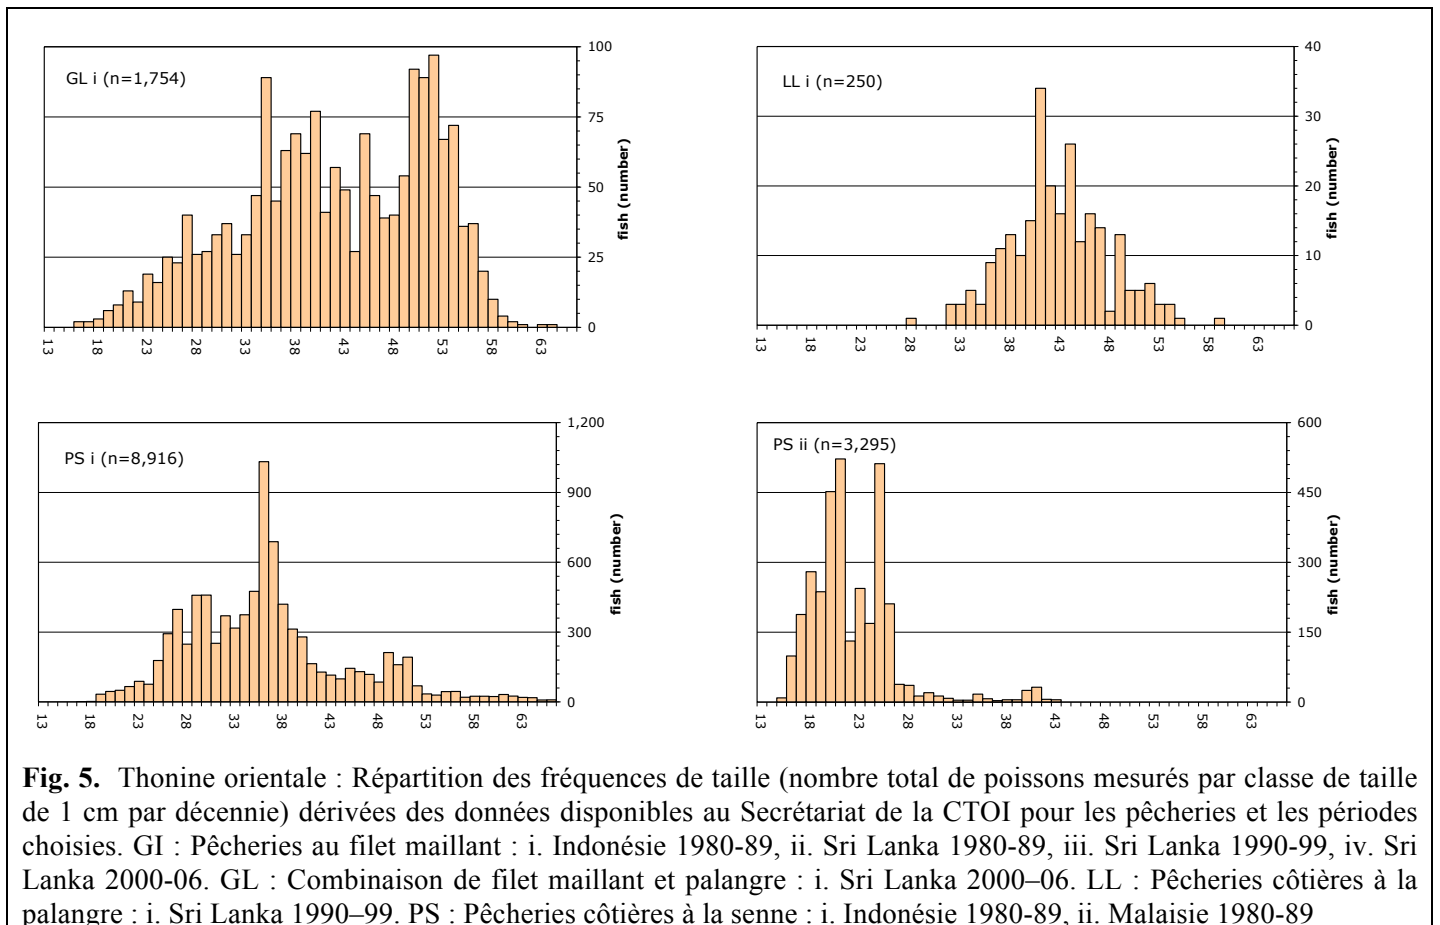 GL i (n=1,754)
100
75
50
25
0
fish (number)
13 18 23 28 33 38 43 48 53 58 63
LL i (n=250)
40
30
20
10
0
fish (number)
13 18 23 28 33 38 43 48 53 58 63
PS i (n=8,916)
1,200
900
600
300
0
fish (number)
13 18 23 28 33 38 43 48 53 58 63
PS ii (n=3,295)
600
450
300
150
0
fish (number)
13 18 23 28 33 38 43 48 53 58 63
Fig. 5. Thonine orientale : Répartition des fréquences de taille (nombre total de poissons mesurés par classe de taille
de 1 cm par décennie) dérivées des données disponibles au Secrétariat de la CTOI pour les pêcheries et les périodes
choisies. GI : Pêcheries au filet maillant : i. Indonésie 1980-89, ii. Sri Lanka 1980-89, iii. Sri Lanka 1990-99, iv. Sri
Lanka 2000-06. GL : Combinaison de filet maillant et palangre : i. Sri Lanka 2000–06. LL : Pêcheries côtières à la
palangre : i. Sri Lanka 1990–99. PS : Pêcheries côtières à la senne : i. Indonésie 1980-89, ii. Malaisie 1980-89